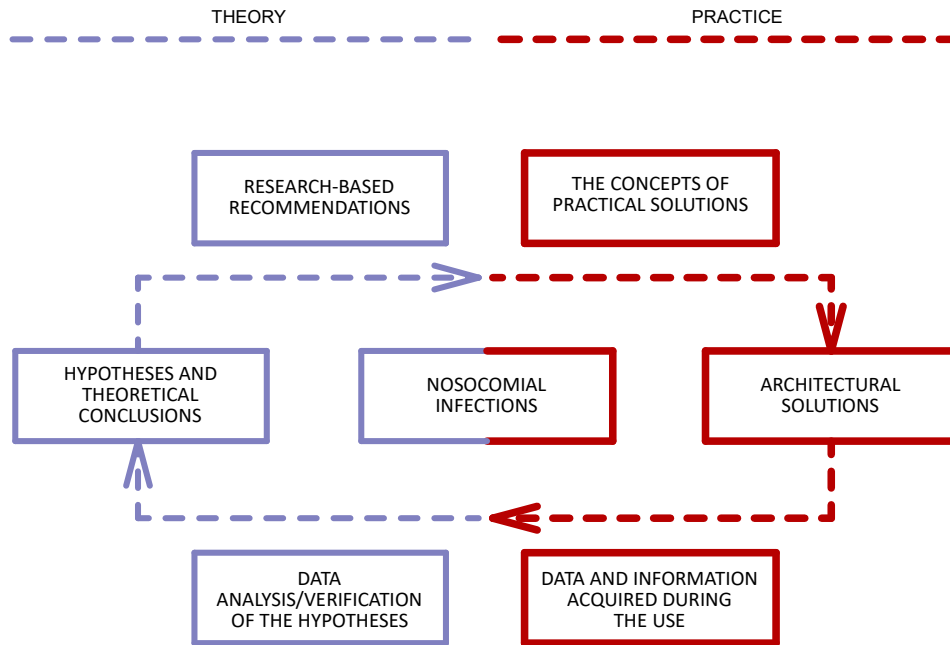 THEORY
PRACTICE
RESEARCH-BASED
RECOMMENDATIONS
THE CONCEPTS OF
PRACTICAL SOLUTIONS
HYPOTHESES AND
THEORETICAL
CONCLUSIONS
NOSOCOMIAL
INFECTIONS
ARCHITECTURAL
SOLUTIONS
DATA
ANALYSIS/VERIFICATION
OF THE HYPOTHESES
DATA AND INFORMATION
ACQUIRED DURING
THE USE